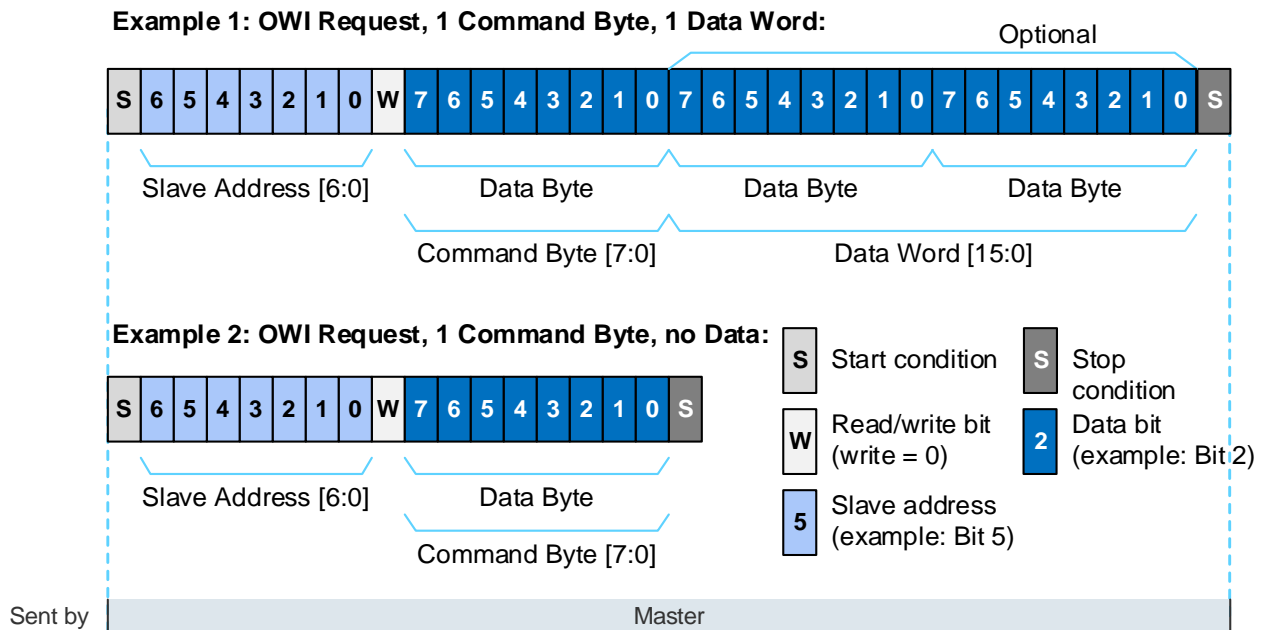 Example 1: OWI Request, 1 Command Byte, 1 Data Word:
Optional
S 6 5 4 3 2 1 0 W 7 6 5 4 3 2 1 0 7 6 5 4 3 2 1 0 7 6 5 4 3 2 1 0 S
Slave Address [6:0] Data Byte Data Byte Data Byte
Command Byte [7:0] Data Word [15:0]
Example 2: OWI Request, 1 Command Byte, no Data:
S 6 5 4 3 2 1 0 W 7 6 5 4 3 2 1 0 S
Slave Address [6:0] Data Byte
Command Byte [7:0]
S Start condition
S Stop
condition
W Read/write bit
(write = 0)
2 Data bit
(example: Bit 2)
5 Slave address
(example: Bit 5)
Sent by Master